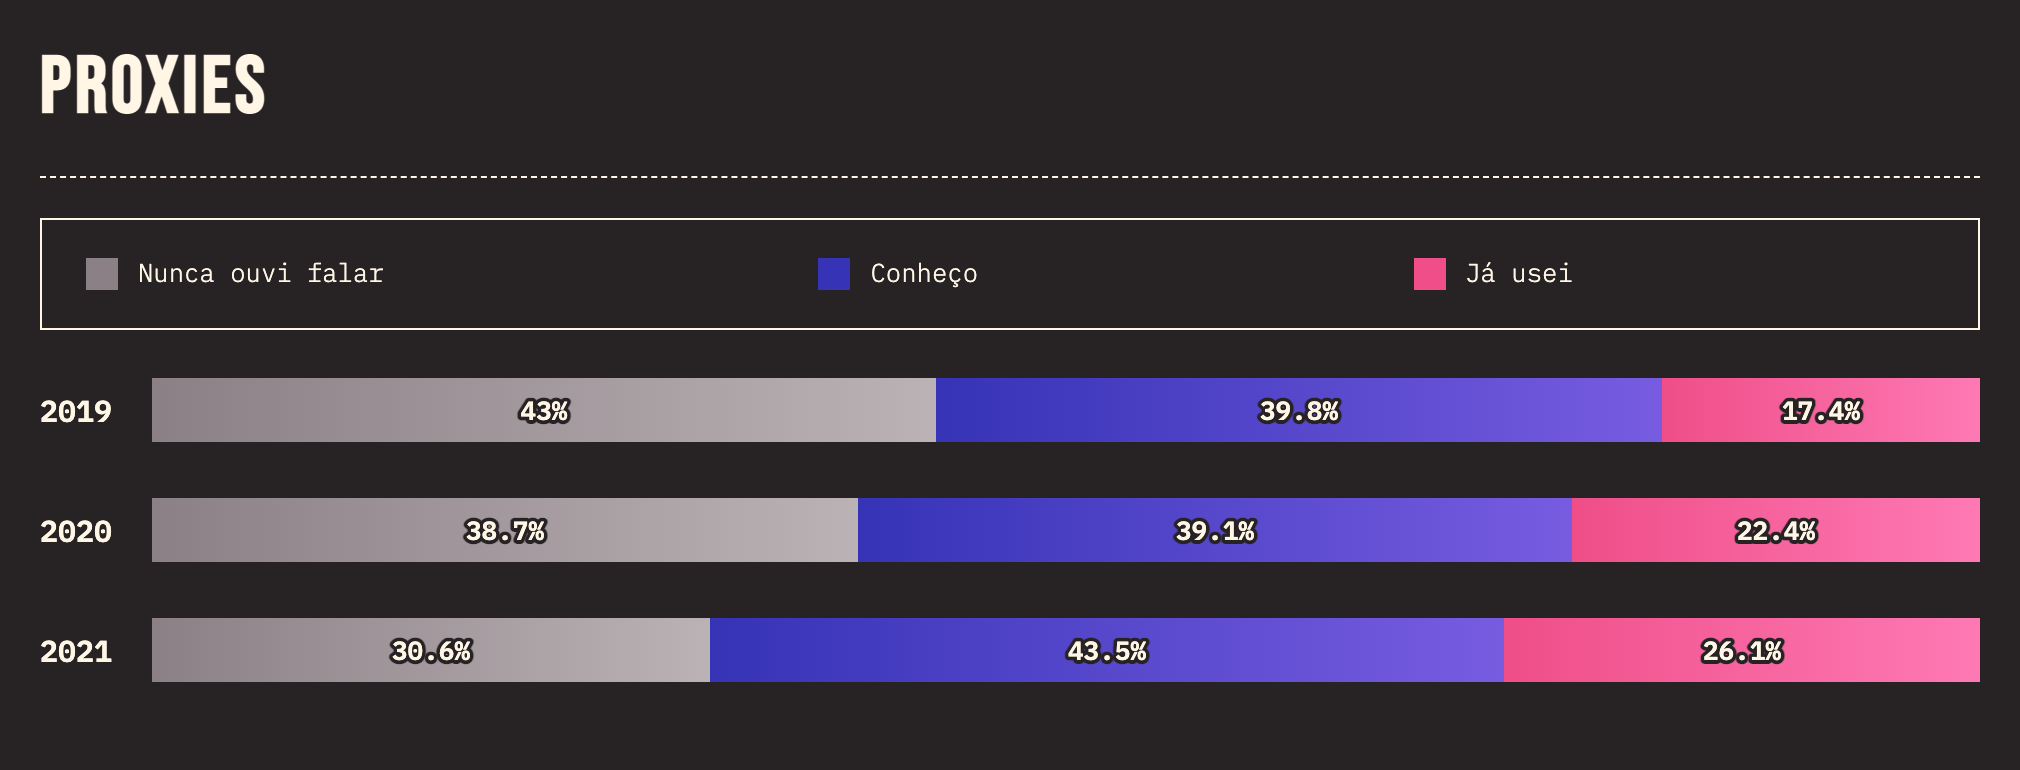 PROXIES
Nunca ouvi falar Conheço Já usei
2019 43% 39.8% 17.4%
2020 38.7% 39.1% 22.4%
2021 30.6% 43.5% 26.1%